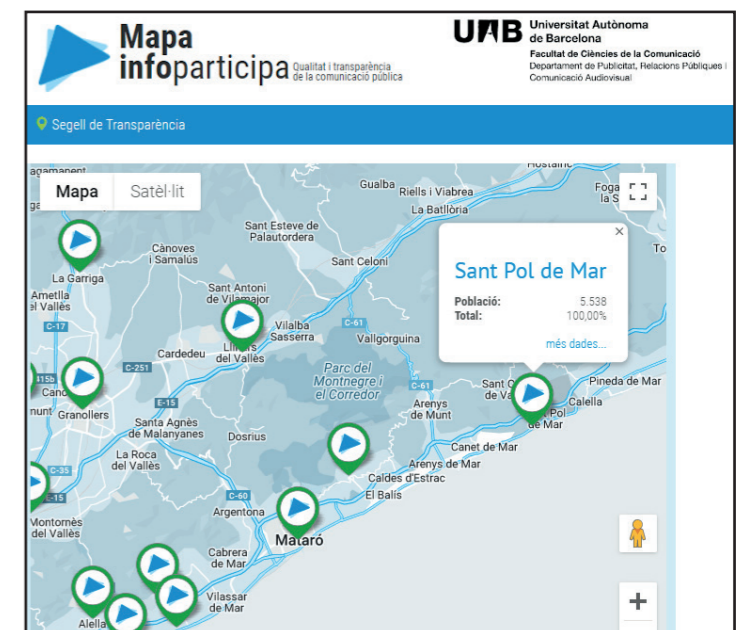 Mapa
infoparticipa
Qualitat i transparència
de la comunicació pública
UAB
Universitat Autònoma
de Barcelona
Facultat de Ciències de la Comunicació
Departament de Publicitat, Relacions Públiques i
Comunicació Audiovisual
Segell de Transparència
Mapa
Satèl·lit
Gualba
Riells i Viabrea
La Batllòria
Sant Esteve de
Palautordera
Cànoves
i Samalús
Sant Celoni
La Garriga
Sant Antoni
de Vilamajor
C-17
Sant Pol de Mar
Població: 5.538
Total: 100,00%
més dades...
Vilalba
Sasserra
C-61
Vallgorguina
Cardedeu
del Vallès
C-251
Parc del
Montnegre i
el Corredor
C-61
Pineda de Mar
Calella
de Mar
Arenys
de Munt
Granollers
E-15
Santa Agnès
de Malanyanes
Dosrius
Canet de Mar
La Roca
del Vallès
Arenys de Mar
Caldes d'Estrac
C-35
E-15
C-60
El Balís
Argentona
Montornès
del Vallès
Mataró
Cabrera
de Mar
Vilassar
de Mar
Alella